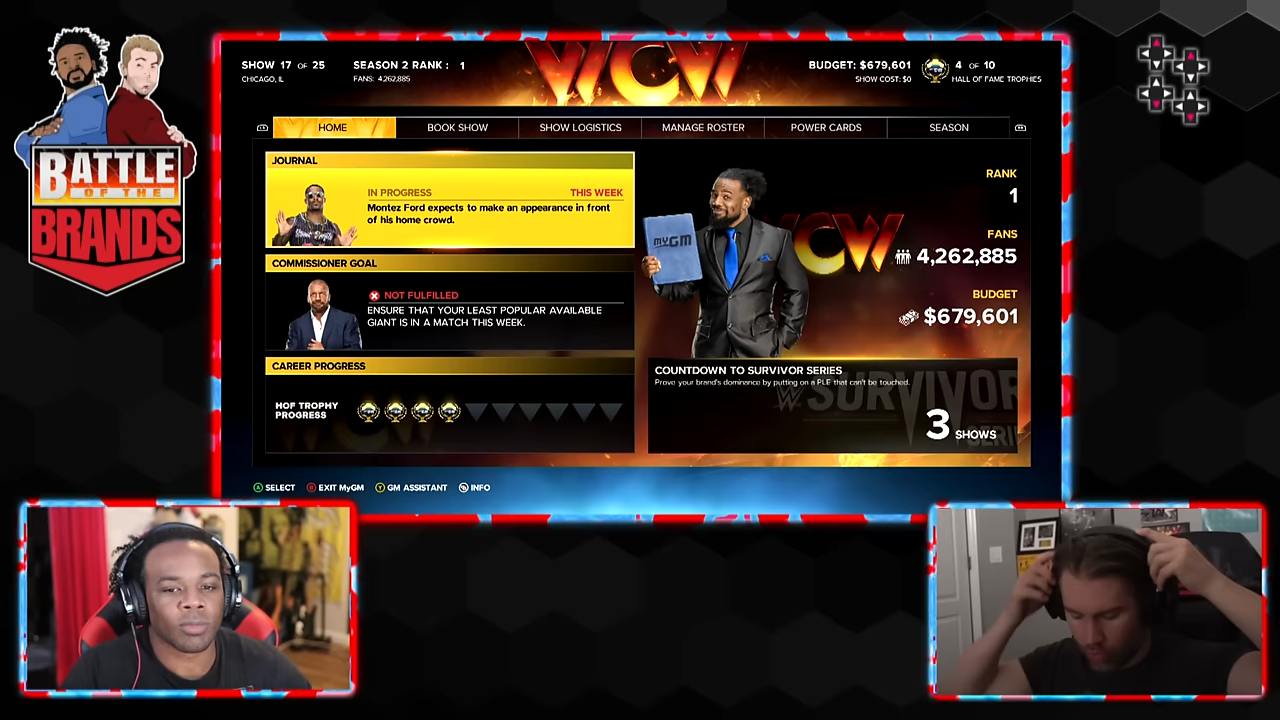 BATTLE
OF THE
BRANDS
SHOW 17 OF 25
CHICAGO, IL
SEASON 2 RANK : 1
FANS: 4,262,885
WCW
BUDGET: $679,601
SHOW COST: $0
4 OF 10
HALL OF FAME TROPHIES
HOME
BOOK SHOW
SHOW LOGISTICS
MANAGE ROSTER
POWER CARDS
SEASON
JOURNAL
IN PROGRESS
THIS WEEK
Montez Ford expects to make an appearance in front
of his home crowd.
COMMISSIONER GOAL
NOT FULFILLED
ENSURE THAT YOUR LEAST POPULAR AVAILABLE
GIANT IS IN A MATCH THIS WEEK.
CAREER PROGRESS
HOF TROPHY
PROGRESS
MyGM
WCW
RANK
1
FANS
4,262,885
BUDGET
$679,601
COUNTDOWN TO SURVIVOR SERIES
Prove your brand's dominance by putting on a PLE that can't be touched.
SURVIVOR
SERI
3 SHOWS
A SELECT
B EXIT MyGM
Y GM ASSISTANT
INFO